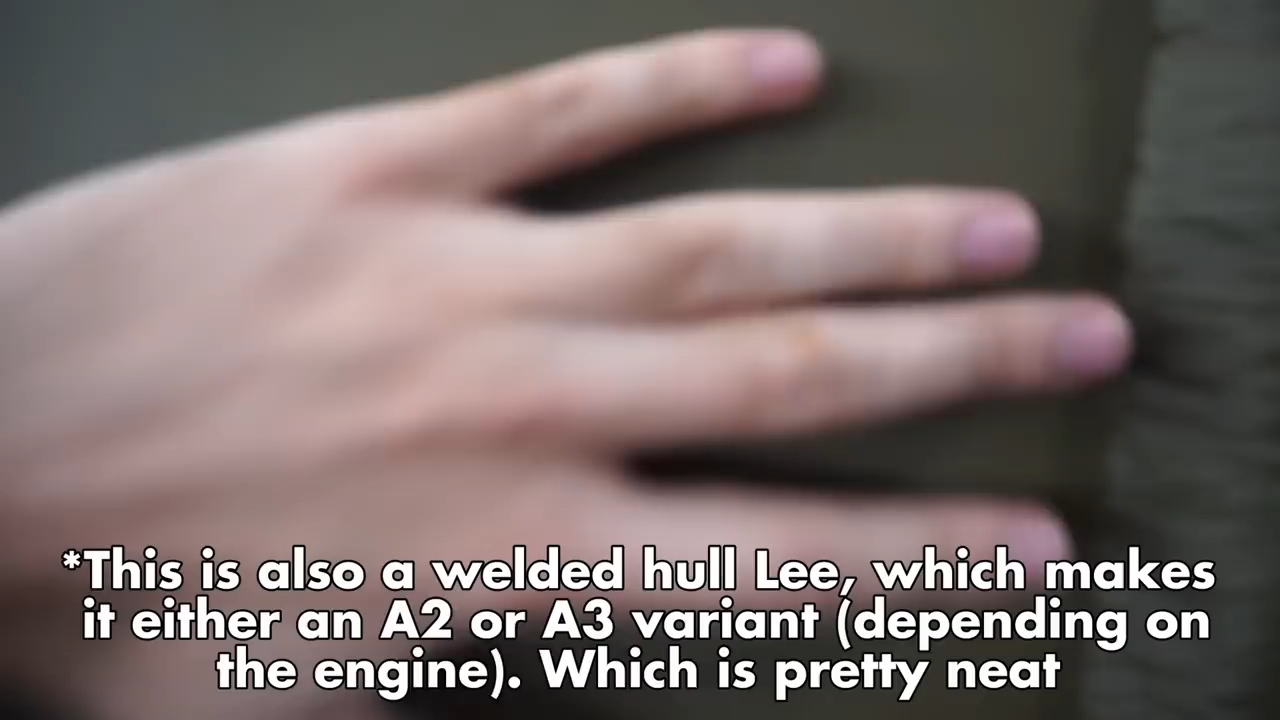 *This is also a welded hull Lee, which makes
it either an A2 or A3 variant (depending on
the engine). Which is pretty neat